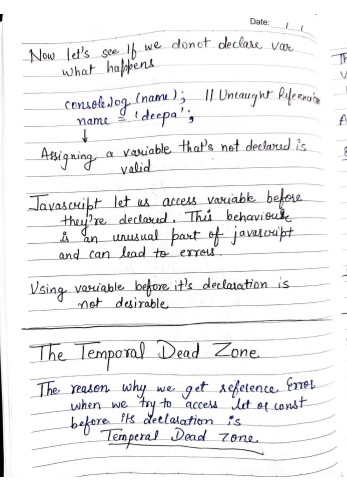 Date: / /
Now let's see if we donot declare var
what happens
console.log (name); // Uncaught Reference
name = 'deepa';
↓
Assigning a variable that's not declared is
valid
Javascript let us access variable before
they're declared. This behaviour
is an unusual part of javascript
and can lead to errors.
Using variable before it's declaration is
not desirable
The Temporal Dead Zone
The reason why we get reference Error
when we try to access let or const
before its declaration is
Temperal Dead Zone